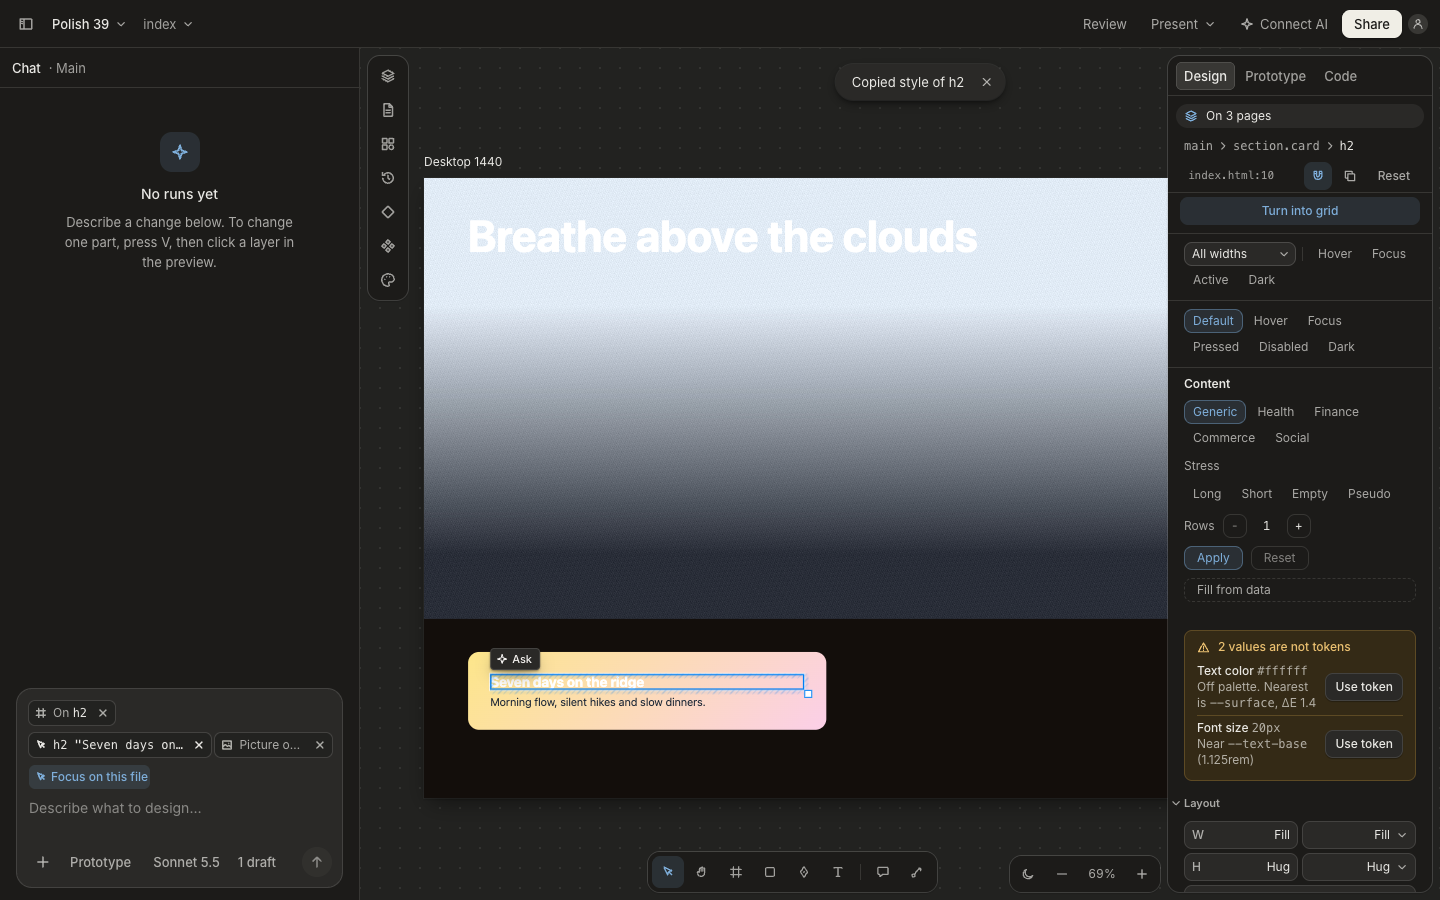 Polish 39
index
Review
Present
Connect AI
Share
Chat · Main
No runs yet
Describe a change below. To change
one part, press V, then click a layer in
the preview.
On h2
h2 "Seven days on…
Picture o…
Focus on this file
Describe what to design…
Prototype
Sonnet 5.5
1 draft
Copied style of h2
Desktop 1440
Breathe above the clouds
Ask
Seven days on the ridge
Morning flow, silent hikes and slow dinners.
69%
Design
Prototype
Code
On 3 pages
main > section.card > h2
index.html:10
Reset
Turn into grid
All widths
Hover
Focus
Active
Dark
Default
Hover
Focus
Pressed
Disabled
Dark
Content
Generic
Health
Finance
Commerce
Social
Stress
Long
Short
Empty
Pseudo
Rows
-
1
+
Apply
Reset
Fill from data
2 values are not tokens
Text color #ffffff
Off palette. Nearest
is --surface, ΔE 1.4
Use token
Font size 20px
Near --text-base
(1.125rem)
Use token
Layout
W
Fill
Fill
H
Hug
Hug